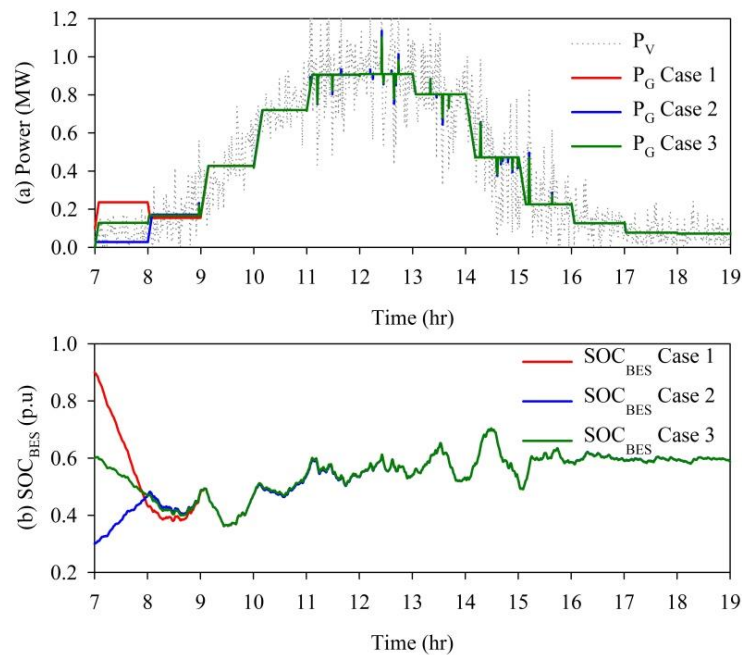 1.2
1.0
0.8
0.6
0.4
0.2
0.0
(a) Power (MW)
P_V
P_G Case 1
P_G Case 2
P_G Case 3
7 8 9 10 11 12 13 14 15 16 17 18 19
Time (hr)
1.0
0.8
0.6
0.4
0.2
(b) SOC_BES (p.u)
SOC_BES Case 1
SOC_BES Case 2
SOC_BES Case 3
7 8 9 10 11 12 13 14 15 16 17 18 19
Time (hr)